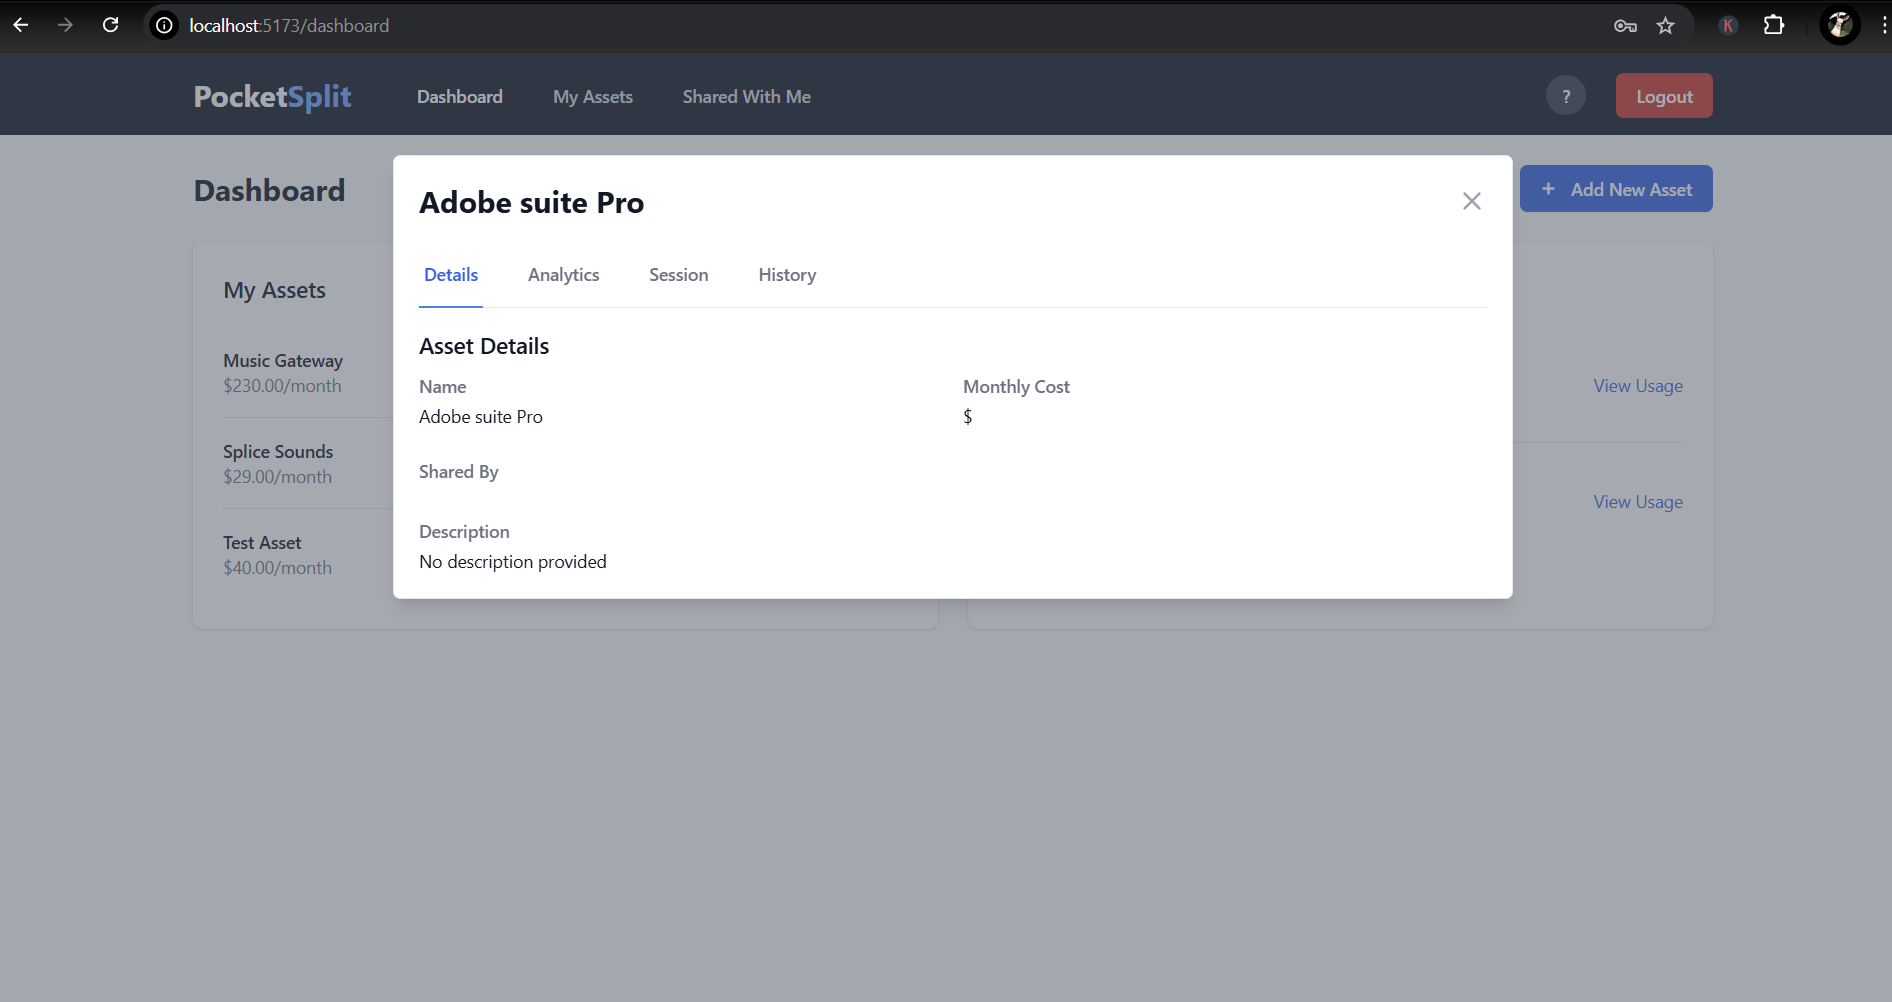 localhost:5173/dashboard
K
PocketSplit Dashboard My Assets Shared With Me ? Logout
Dashboard
+ Add New Asset
Adobe suite Pro
Details Analytics Session History
Asset Details
Name Monthly Cost
Adobe suite Pro $
Shared By
Description
No description provided
My Assets
Music Gateway
$230.00/month
Splice Sounds
$29.00/month
Test Asset
$40.00/month
View Usage
View Usage